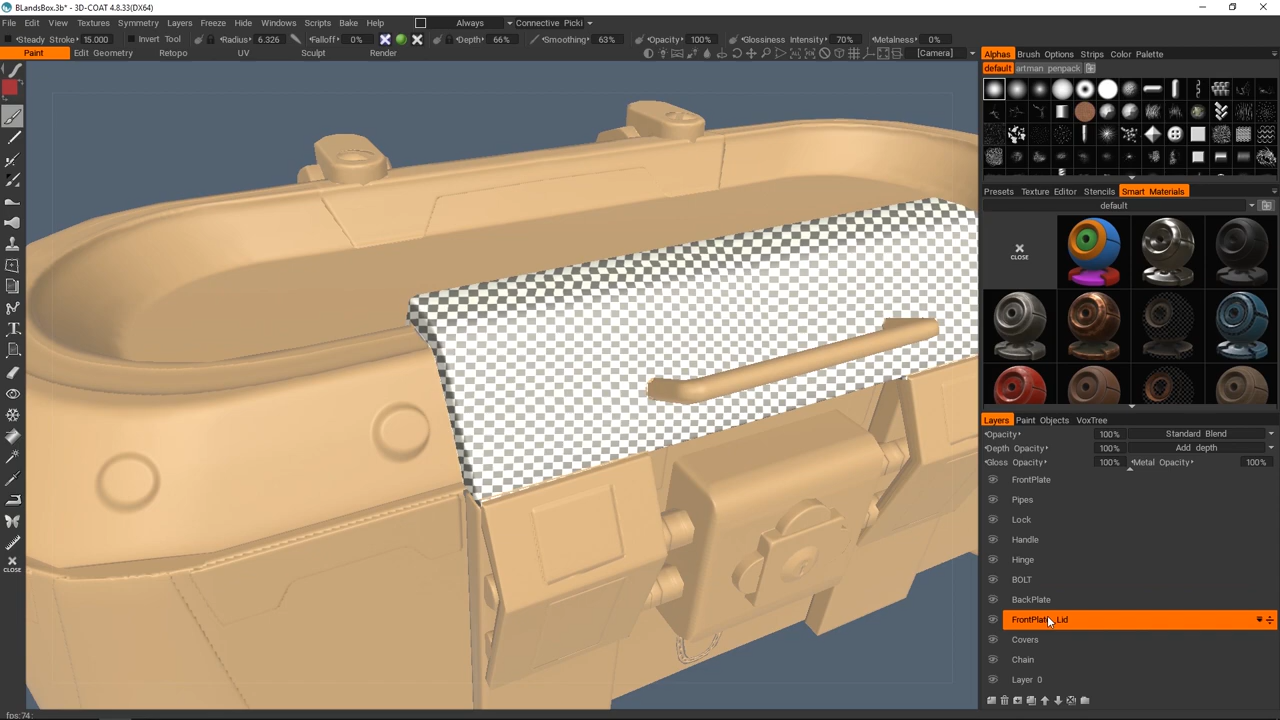 BLandsBox.3b* - 3D-COAT 4.8.33(DX64)
File Edit View Textures Symmetry Layers Freeze Hide Windows Scripts Bake Help Always Connective Picki
Steady Stroke 15.000 Invert Tool Radius 6.326 Falloff 0% Depth 66% Smoothing 63% Opacity 100% Glossiness Intensity 70% Metalness 0%
Paint Edit Geometry Retopo UV Sculpt Render [Camera]
Alphas Brush Options Strips Color Palette
default artman penpack
Presets Texture Editor Stencils Smart Materials
default
CLOSE
Layers Paint Objects VoxTree
Opacity 100% Standard Blend
Depth Opacity 100% Add depth
Gloss Opacity 100% Metal Opacity 100%
FrontPlate
Pipes
Lock
Handle
Hinge
BOLT
BackPlate
FrontPlate Lid
Covers
Chain
Layer 0
CLOSE
fps:74;